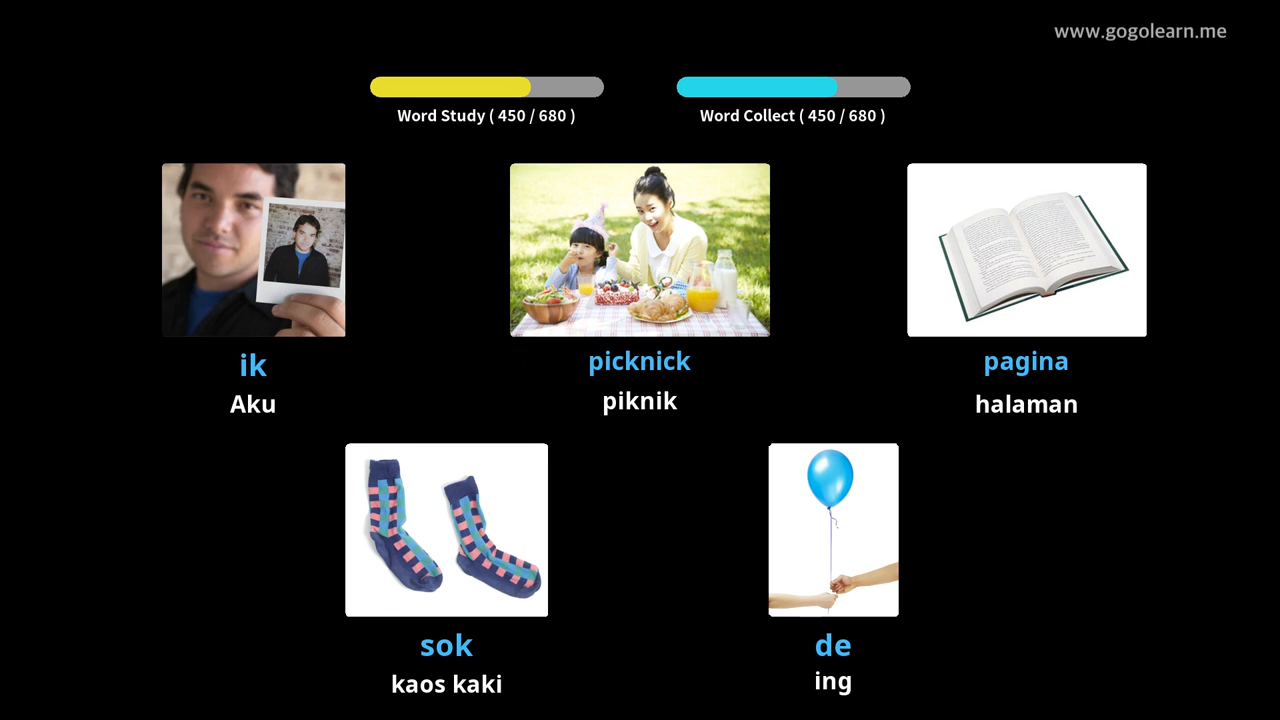 www.gogolearn.me
Word Study ( 450 / 680 )
Word Collect ( 450 / 680 )
ik
Aku
picknick
piknik
pagina
halaman
sok
kaos kaki
de
ing